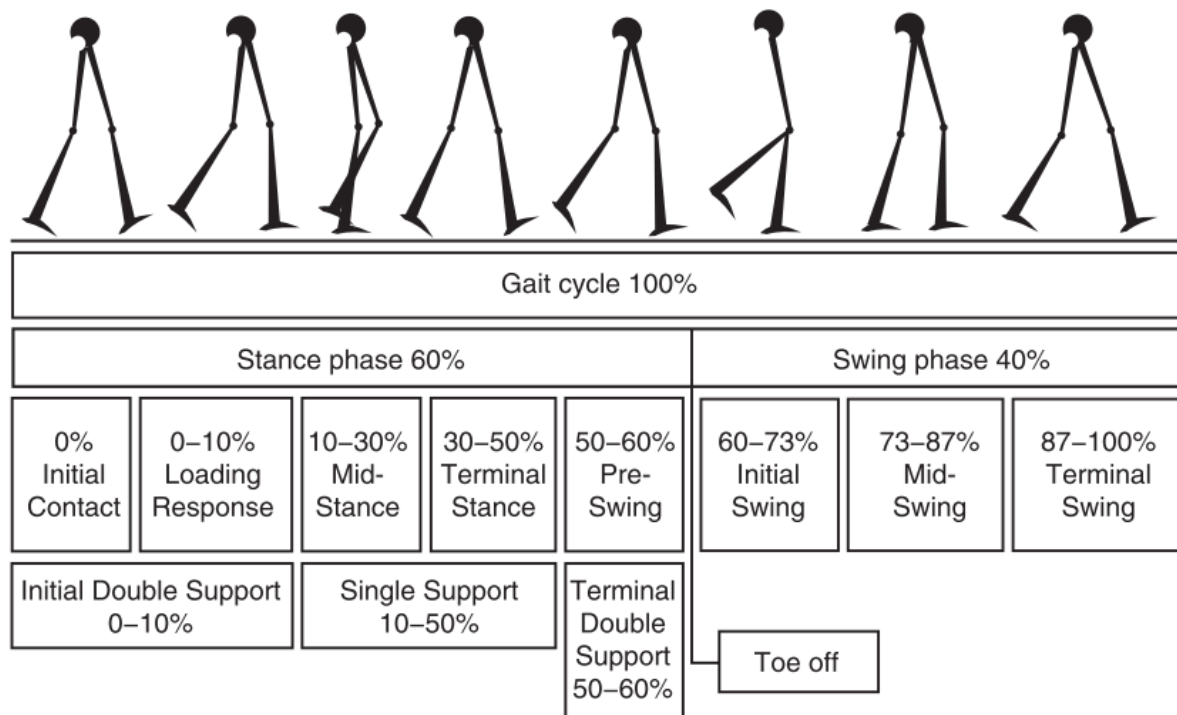 Gait cycle 100%
Stance phase 60%
Swing phase 40%
0%
Initial
Contact
0–10%
Loading
Response
10–30%
Mid-
Stance
30–50%
Terminal
Stance
50–60%
Pre-
Swing
60–73%
Initial
Swing
73–87%
Mid-
Swing
87–100%
Terminal
Swing
Initial Double Support
0–10%
Single Support
10–50%
Terminal
Double
Support
50–60%
Toe off